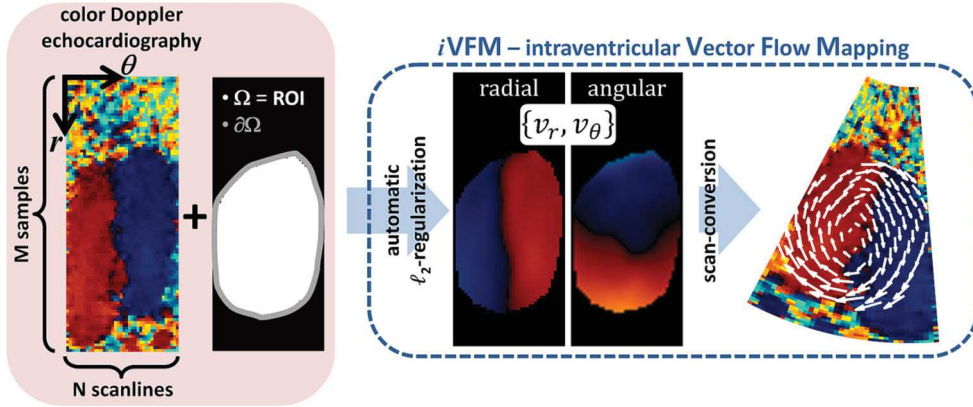 color Doppler
echocardiography
θ
r
M samples
N scanlines
+
• Ω = ROI
• ∂Ω
iVFM – intraventricular Vector Flow Mapping
automatic
ℓ₂-regularization
radial
angular
{vᵣ, v_θ}
scan-conversion